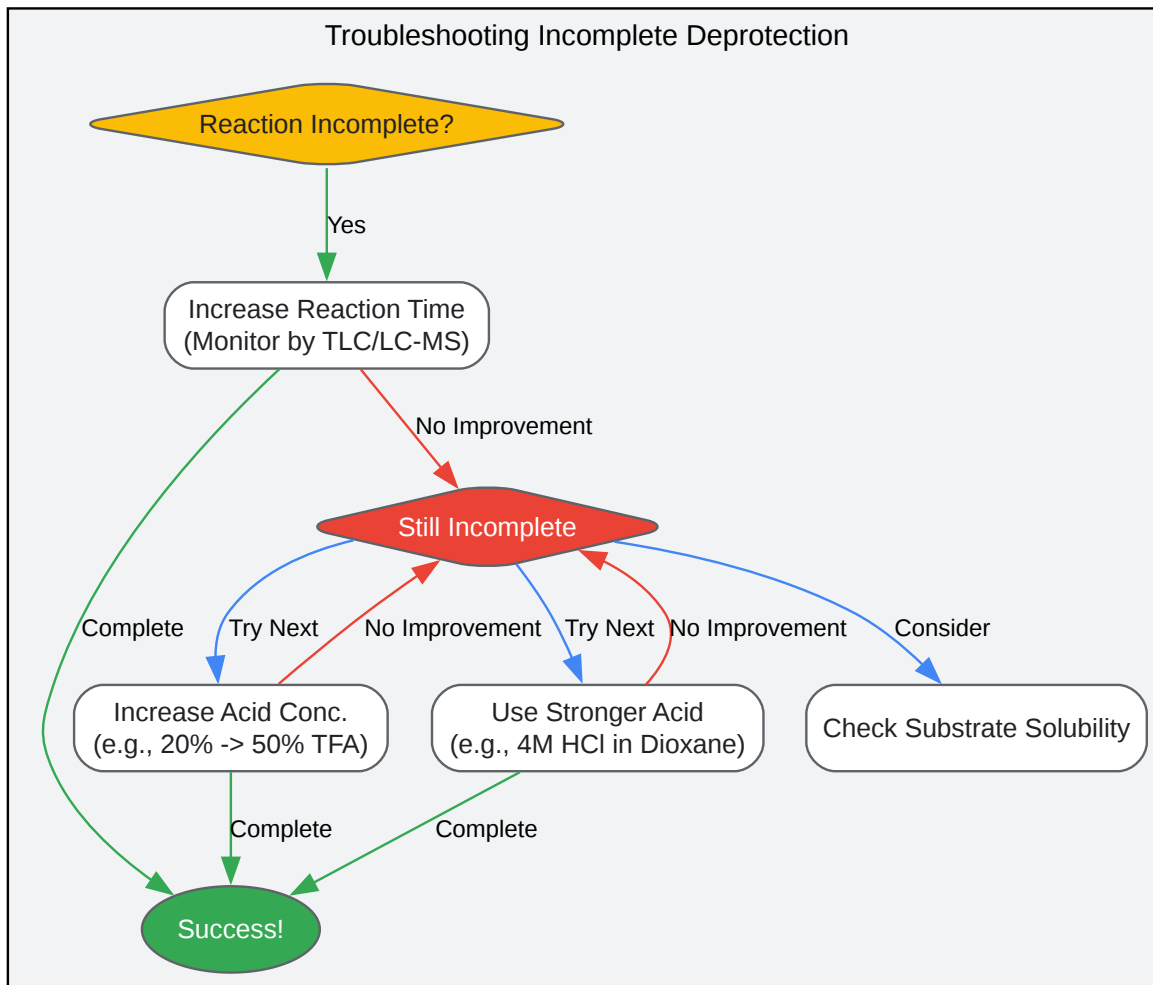 Troubleshooting Incomplete Deprotection
Reaction Incomplete?
Yes
Increase Reaction Time
(Monitor by TLC/LC-MS)
No Improvement
Still Incomplete
Complete
Try Next
No Improvement
Try Next
No Improvement
Consider
Increase Acid Conc.
(e.g., 20% -> 50% TFA)
Use Stronger Acid
(e.g., 4M HCl in Dioxane)
Check Substrate Solubility
Complete
Complete
Success!